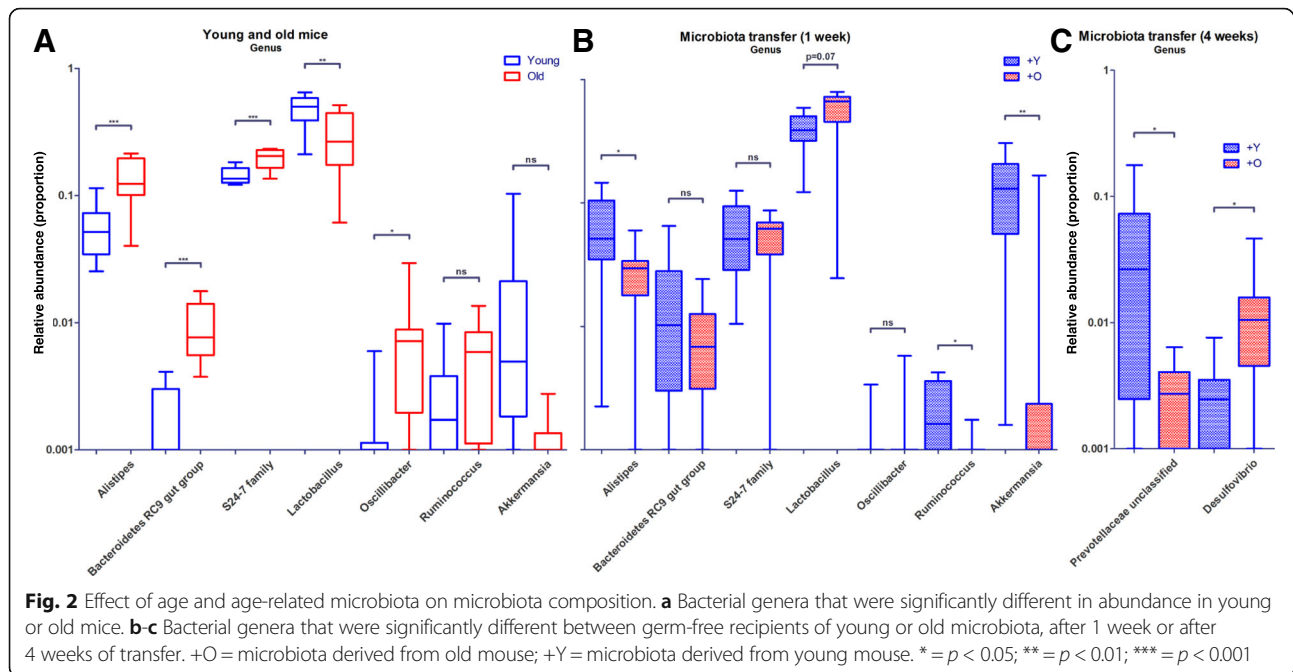 A
Young and old mice
Genus
Young
Old
Relative abundance (proportion)
1
0.1
0.01
0.001
***
***
***
**
*
ns
ns
Alistipes
Bacteroidetes RC9 gut group
S24-7 family
Lactobacillus
Oscillibacter
Ruminococcus
Akkermansia
B
Microbiota transfer (1 week)
Genus
+Y
+O
*
ns
ns
p=0.07
ns
*
**
Alistipes
Bacteroidetes RC9 gut group
S24-7 family
Lactobacillus
Oscillibacter
Ruminococcus
Akkermansia
C
Microbiota transfer (4 weeks)
Genus
+Y
+O
Relative abundance (proportion)
1
0.1
0.01
0.001
*
*
Prevotellaceae unclassified
Desulfovibrio
Fig. 2 Effect of age and age-related microbiota on microbiota composition. a Bacterial genera that were significantly different in abundance in young
or old mice. b-c Bacterial genera that were significantly different between germ-free recipients of young or old microbiota, after 1 week or after
4 weeks of transfer. +O = microbiota derived from old mouse; +Y = microbiota derived from young mouse. * = p < 0.05; ** = p < 0.01; *** = p < 0.001